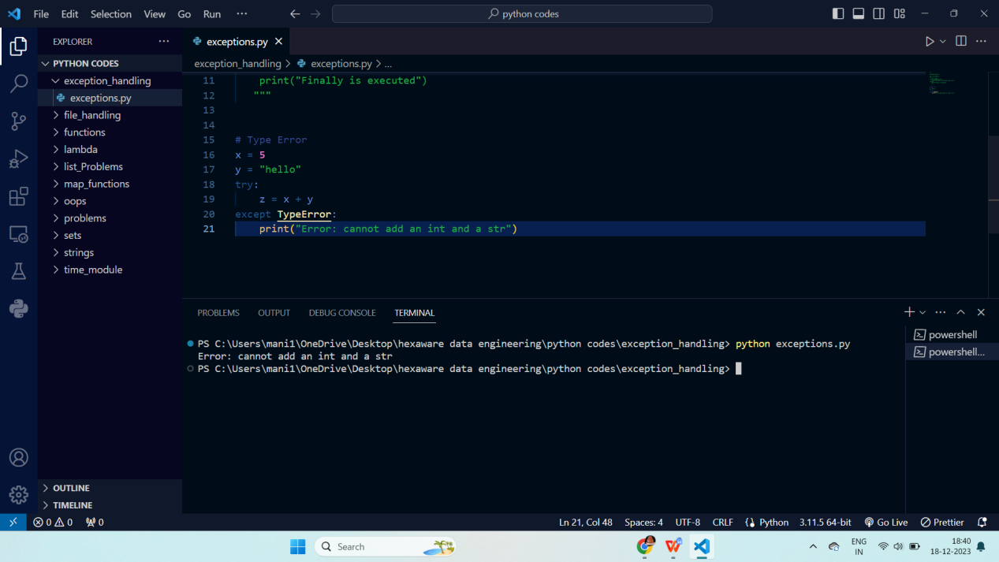 File Edit Selection View Go Run ··· python codes
EXPLORER ···
PYTHON CODES
exception_handling
exceptions.py
file_handling
functions
lambda
list_Problems
map_functions
oops
problems
sets
strings
time_module
OUTLINE
TIMELINE
exceptions.py
exception_handling > exceptions.py > ...
11 print("Finally is executed")
12 """
13
14
15 # Type Error
16 x = 5
17 y = "hello"
18 try:
19 z = x + y
20 except TypeError:
21 print("Error: cannot add an int and a str")
PROBLEMS OUTPUT DEBUG CONSOLE TERMINAL
PS C:\Users\mani1\OneDrive\Desktop\hexaware data engineering\python codes\exception_handling> python exceptions.py
Error: cannot add an int and a str
PS C:\Users\mani1\OneDrive\Desktop\hexaware data engineering\python codes\exception_handling>
powershell
powershell...
0 0 0 Ln 21, Col 48 Spaces: 4 UTF-8 CRLF Python 3.11.5 64-bit Go Live Prettier
Search
ENG
IN
18:40
18-12-2023